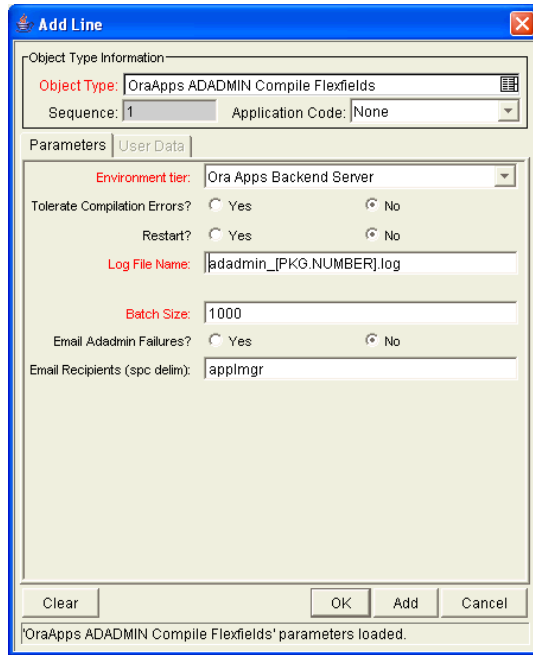 Add Line
Object Type Information
Object Type: OraApps ADADMIN Compile Flexfields
Sequence: 1 Application Code: None
Parameters User Data
Environment tier: Ora Apps Backend Server
Tolerate Compilation Errors? Yes No
Restart? Yes No
Log File Name: adadmin_[PKG.NUMBER].log
Batch Size: 1000
Email Adadmin Failures? Yes No
Email Recipients (spc delim): applmgr
Clear OK Add Cancel
'OraApps ADADMIN Compile Flexfields' parameters loaded.